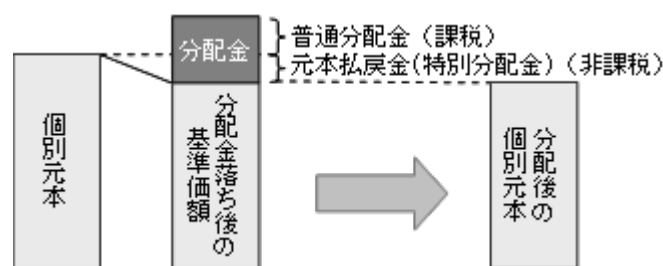 分配金
普通分配金（課税）
元本払戻金(特別分配金)（非課税）
個別元本
分配金落ち後の
基準価額
分配後の
個別元本